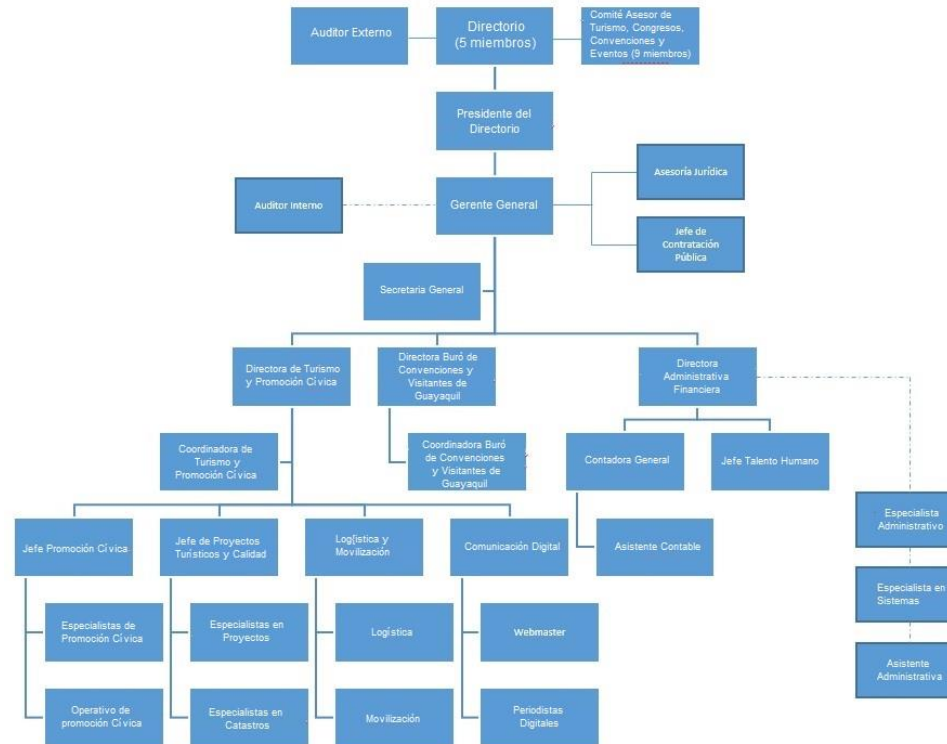 Auditor Externo
Directorio
(5 miembros)
Comité Asesor de
Turismo, Congresos,
Convenciones y
Eventos (9 miembros)
Presidente del
Directorio
Asesoría Jurídica
Auditor Interno
Gerente General
Jefe de
Contratación
Pública
Secretaria General
Directora de Turismo
y Promoción Cívica
Directora Buró de
Convenciones y
Visitantes de
Guayaquil
Directora
Administrativa
Financiera
Coordinadora de
Turismo y
Promoción Cívica
Coordinadora Buró
de Convenciones
y Visitantes de
Guayaquil
Contadora General
Jefe Talento Humano
Especialista
Administrativo
Jefe Promoción Cívica
Jefe de Proyectos
Turísticos y Calidad
Log{istica y
Movilización
Comunicación Digital
Asistente Contable
Especialista en
Sistemas
Especialistas de
Promoción Cívica
Especialistas en
Proyectos
Logística
Webmaster
Asistente
Administrativa
Operativo de
promoción Cívica
Especialistas en
Catastros
Movilización
Periodistas
Digitales